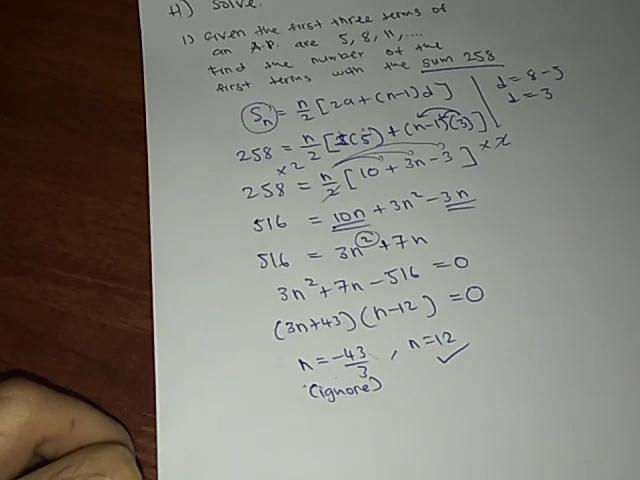 H) Solve.
1) Given the first three terms of
an A.P. are 5, 8, 11, ....
Find the number of the
first terms with the sum 258
Sn = n/2 [2a + (n-1)d]
d = 8 - 5
d = 3
258 = n/2 [2(5) + (n-1)(3)]
×2
258 = n/2 [10 + 3n - 3] ×2
516 = 10n + 3n² - 3n
516 = 3n² + 7n
3n² + 7n - 516 = 0
(3n+43)(n-12) = 0
n = -43/3 , n = 12 ✓
(ignore)